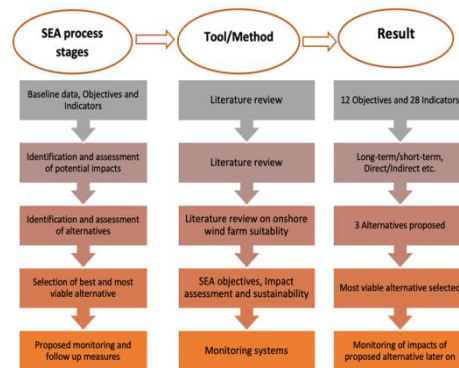 SEA process
stages
Tool/Method
Result
Baseline data, Objectives and
Indicators
Literature review
12 Objectives and 28 Indicators
Identification and assessment
of potential impacts
Literature review
Long-term/short-term,
Direct/Indirect etc.
Identification and assessment
of alternatives
Literature review on onshore
wind farm suitablity
3 Alternatives proposed
Selection of best and most
viable alternative
SEA objectives, Impact
assessment and sustainability
Most viable alternative selected
Proposed monitoring and
follow up measures
Monitoring systems
Monitoring of impacts of
proposed alternative later on